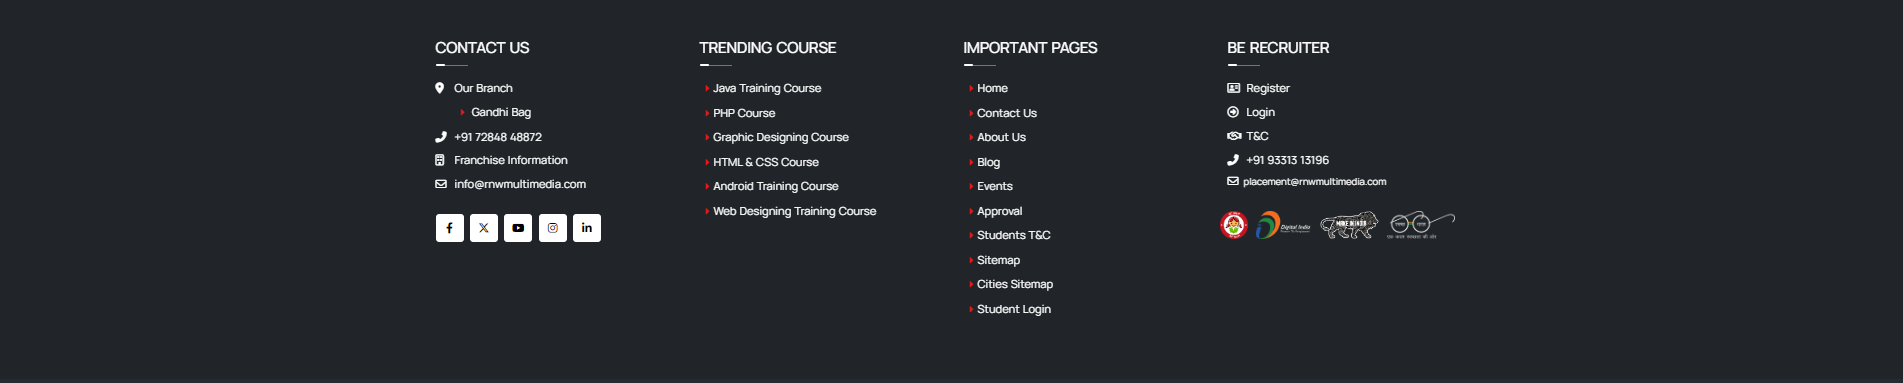 CONTACT US
Our Branch
Gandhi Bag
+91 72848 48872
Franchise Information
info@rnwmultimedia.com
TRENDING COURSE
Java Training Course
PHP Course
Graphic Designing Course
HTML & CSS Course
Android Training Course
Web Designing Training Course
IMPORTANT PAGES
Home
Contact Us
About Us
Blog
Events
Approval
Students T&C
Sitemap
Cities Sitemap
Student Login
BE RECRUITER
Register
Login
T&C
+91 93313 13196
placement@rnwmultimedia.com
Digital India
MAKE IN INDIA